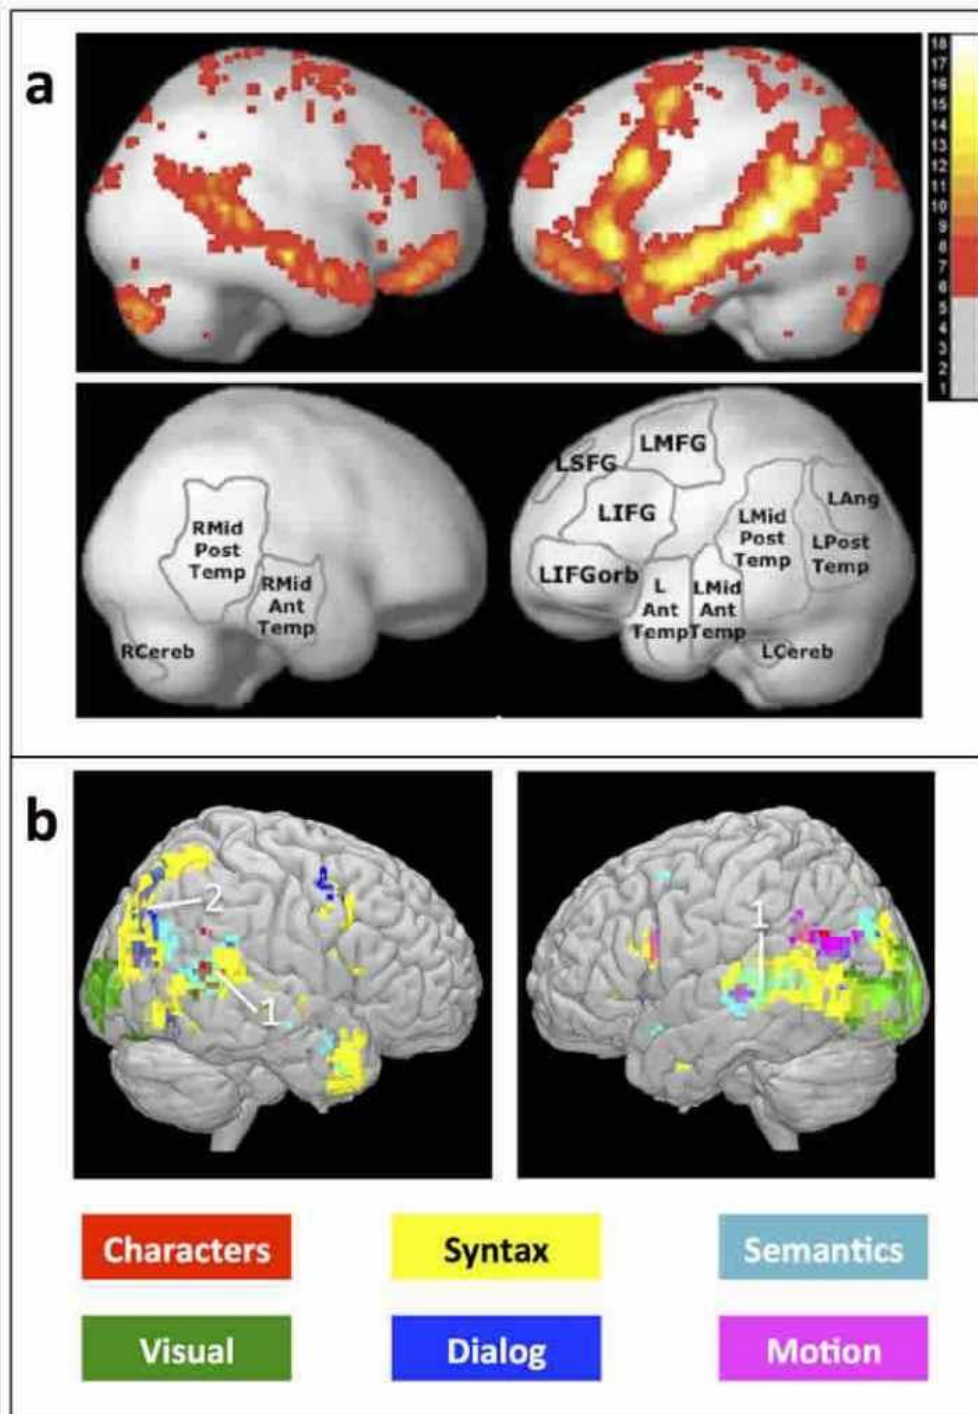 a
18
17
16
15
14
13
12
11
10
9
8
7
6
5
4
3
2
1
RMid
Post
Temp
RMid
Ant
Temp
RCereb
LSFG
LMFG
LIFG
LIFGorb
L
Ant
Temp
LMid
Ant
Temp
LMid
Post
Temp
LAng
LPost
Temp
LCereb
b
2
1
1
Characters
Syntax
Semantics
Visual
Dialog
Motion